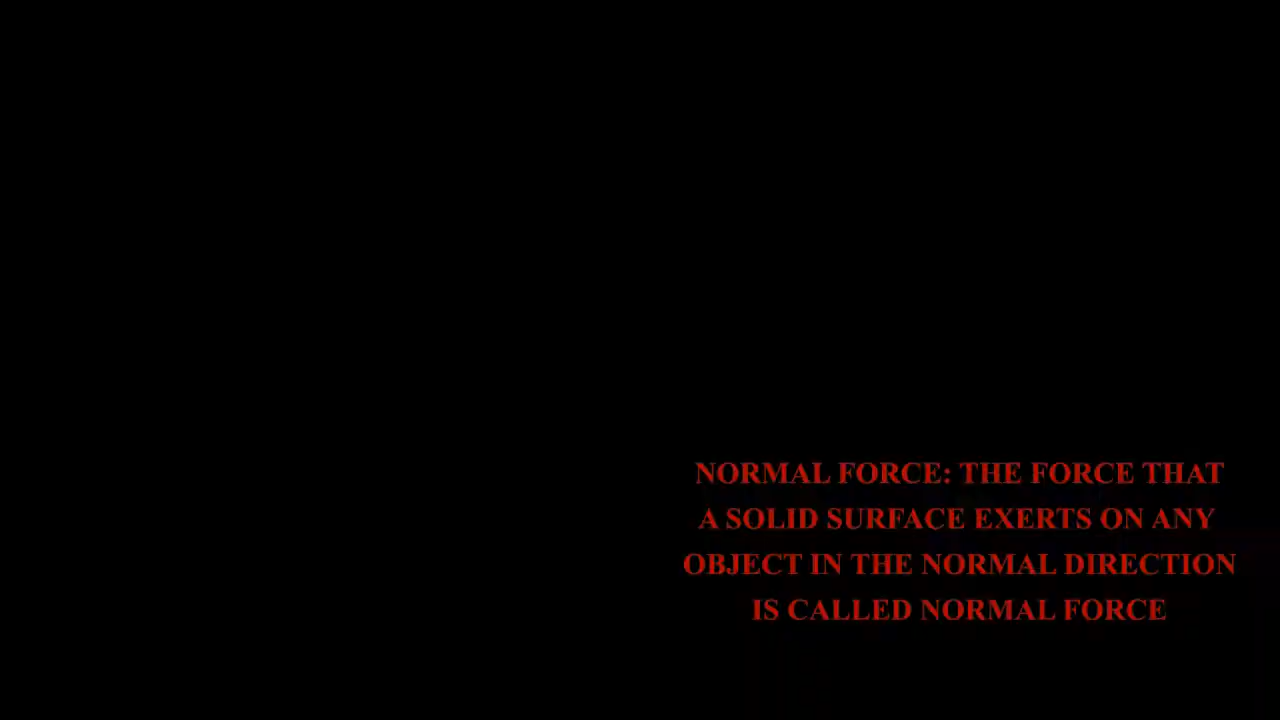 NORMAL FORCE: THE FORCE THAT
A SOLID SURFACE EXERTS ON ANY
OBJECT IN THE NORMAL DIRECTION
IS CALLED NORMAL FORCE